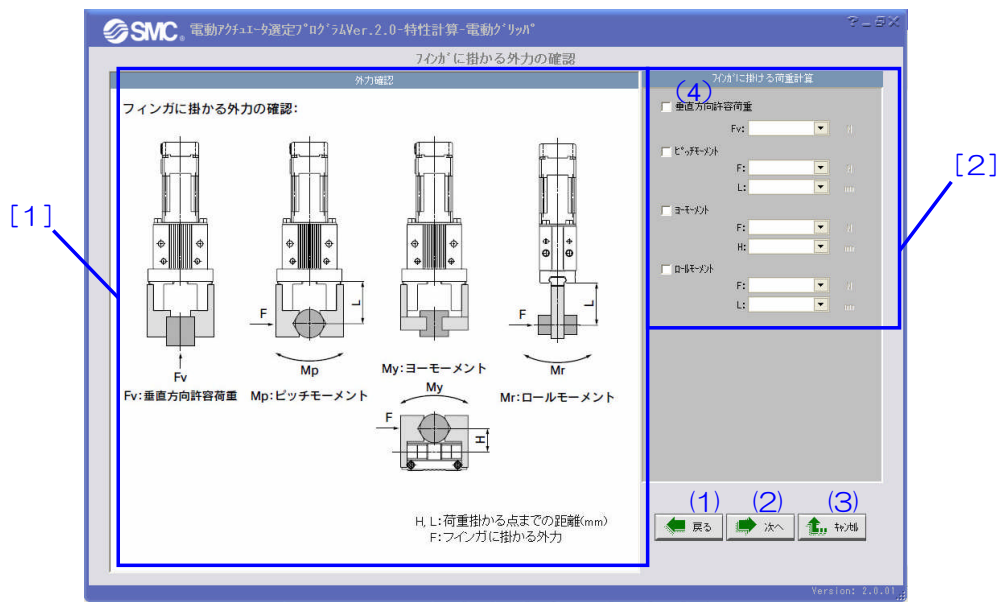 SMC. 電動ｱｸﾁｭｴｰﾀ選定ﾌﾟﾛｸﾞﾗﾑVer.2.0-特性計算-電動ｸﾞﾘｯﾊﾟ
ﾌｨﾝｶﾞに掛かる外力の確認
外力確認
フィンガに掛かる外力の確認:
F
L
F
L
Fv
Mp
My:ヨーモーメント
Mr
Fv:垂直方向許容荷重
Mp:ピッチモーメント
My
Mr:ロールモーメント
F
H
H, L:荷重掛かる点までの距離(mm)
F:フィンガに掛かる外力
ﾌｨﾝｶﾞに掛ける荷重計算
(4)
垂直方向許容荷重
Fv:
N
ﾋﾟｯﾁﾓｰﾒﾝﾄ
F:
N
L:
mm
ﾖｰﾓｰﾒﾝﾄ
F:
N
H:
mm
ﾛｰﾙﾓｰﾒﾝﾄ
F:
N
L:
mm
[1]
[2]
(1)
(2)
(3)
戻る
次へ
ｷｬﾝｾﾙ
Version: 2.0.01